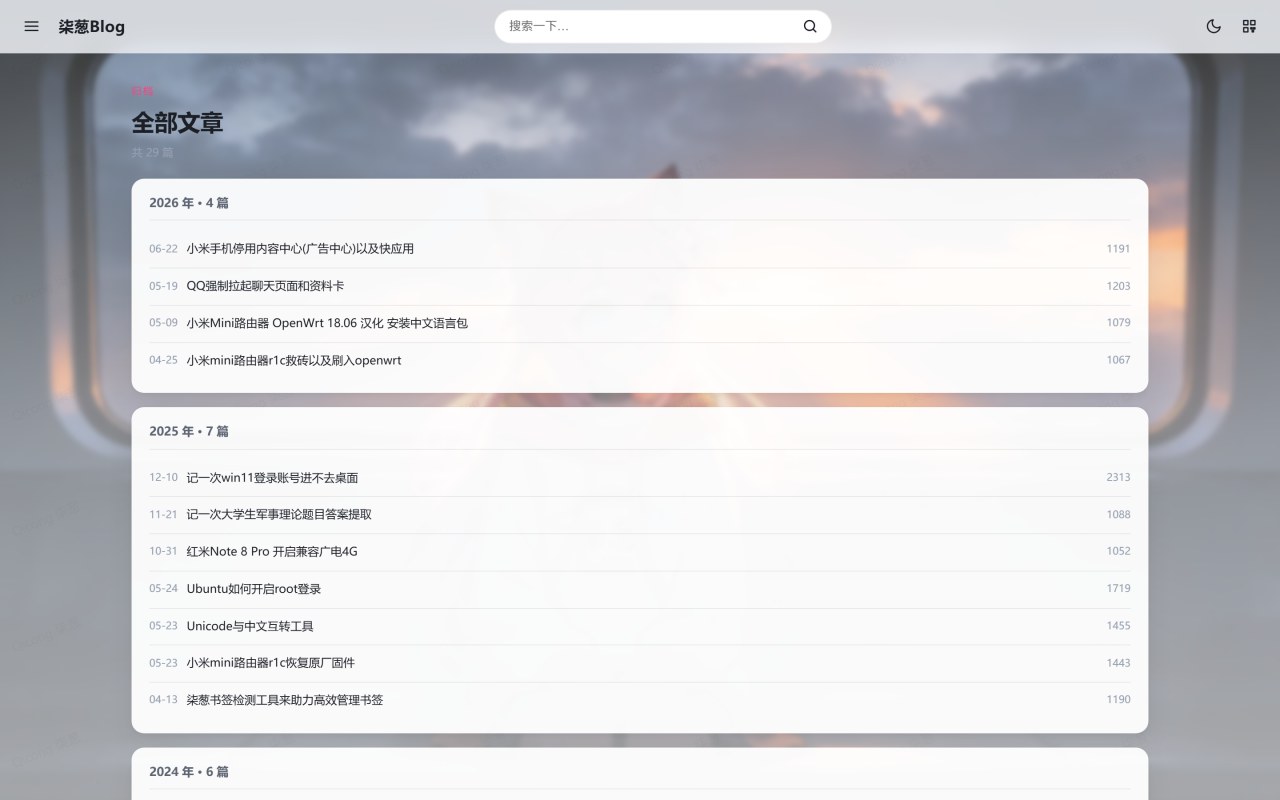 柒葱Blog
搜索一下...
归档
全部文章
共 29 篇
2026 年 • 4 篇
06-22 小米手机停用内容中心(广告中心)以及快应用 1191
05-19 QQ强制拉起聊天页面和资料卡 1203
05-09 小米Mini路由器 OpenWrt 18.06 汉化 安装中文语言包 1079
04-25 小米mini路由器r1c救砖以及刷入openwrt 1067
2025 年 • 7 篇
12-10 记一次win11登录账号进不去桌面 2313
11-21 记一次大学生军事理论题目答案提取 1088
10-31 红米Note 8 Pro 开启兼容广电4G 1052
05-24 Ubuntu如何开启root登录 1719
05-23 Unicode与中文互转工具 1455
05-23 小米mini路由器r1c恢复原厂固件 1443
04-13 柒葱书签检测工具来助力高效管理书签 1190
2024 年 • 6 篇